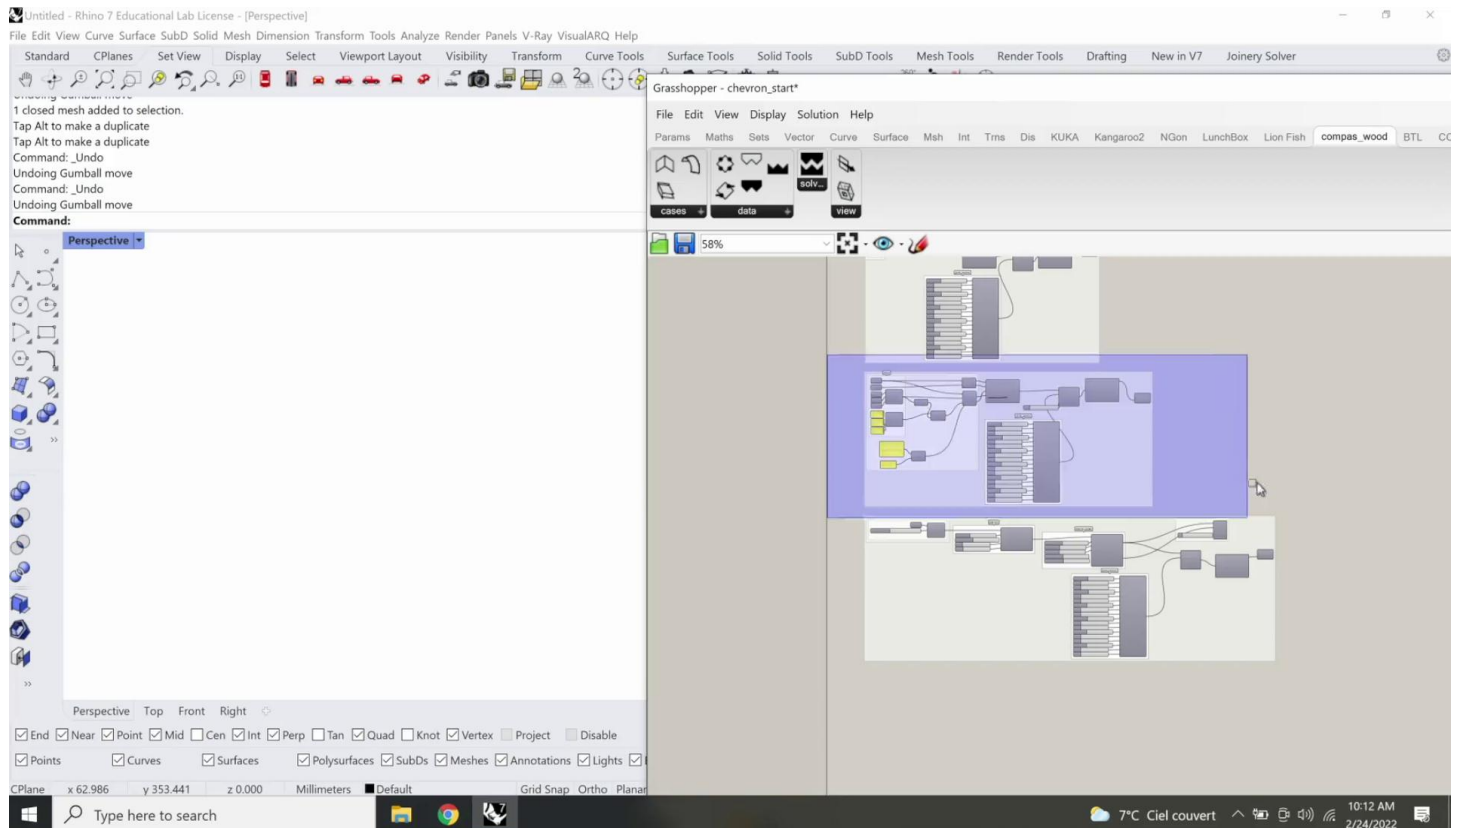 Untitled - Rhino 7 Educational Lab License - [Perspective]
File Edit View Curve Surface SubD Solid Mesh Dimension Transform Tools Analyze Render Panels V-Ray VisualARQ Help
Standard CPlanes Set View Display Select Viewport Layout Visibility Transform Curve Tools Surface Tools Solid Tools SubD Tools Mesh Tools Render Tools Drafting New in V7 Joinery Solver
1 closed mesh added to selection.
Tap Alt to make a duplicate
Tap Alt to make a duplicate
Command: _Undo
Undoing Gumball move
Command: _Undo
Undoing Gumball move
Command:
Perspective
Grasshopper - chevron_start*
File Edit View Display Solution Help
Params Maths Sets Vector Curve Surface Msh Int Trns Dis KUKA Kangaroo2 NGon LunchBox Lion Fish compas_wood BTL
solv...
cases data view
58%
Perspective Top Front Right
End Near Point Mid Cen Int Perp Tan Quad Knot Vertex Project Disable
Points Curves Surfaces Polysurfaces SubDs Meshes Annotations Lights
CPlane x 62.986 y 353.441 z 0.000 Millimeters Default Grid Snap Ortho Planar
Type here to search
7°C Ciel couvert
10:12 AM
2/24/2022